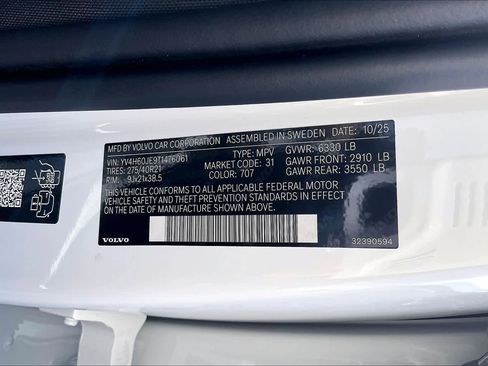 MFD BY VOLVO CAR CORPORATION ASSEMBLED IN SWEDEN DATE: 10/25
VIN: YV4H60JE9T1476061 TYPE: MPV GVWR: 6330 LB
TIRES: 275/40R21 MARKET CODE: 31 GAWR FRONT: 2910 LB
RIM: 9Jx21x38.5 COLOR: 707 GAWR REAR: 3550 LB
THIS VEHICLE CONFORMS TO ALL APPLICABLE FEDERAL MOTOR
VEHICLE SAFETY AND THEFT PREVENTION STANDARDS IN EFFECT
ON THE DATE OF MANUFACTURE SHOWN ABOVE.
VOLVO 32390594